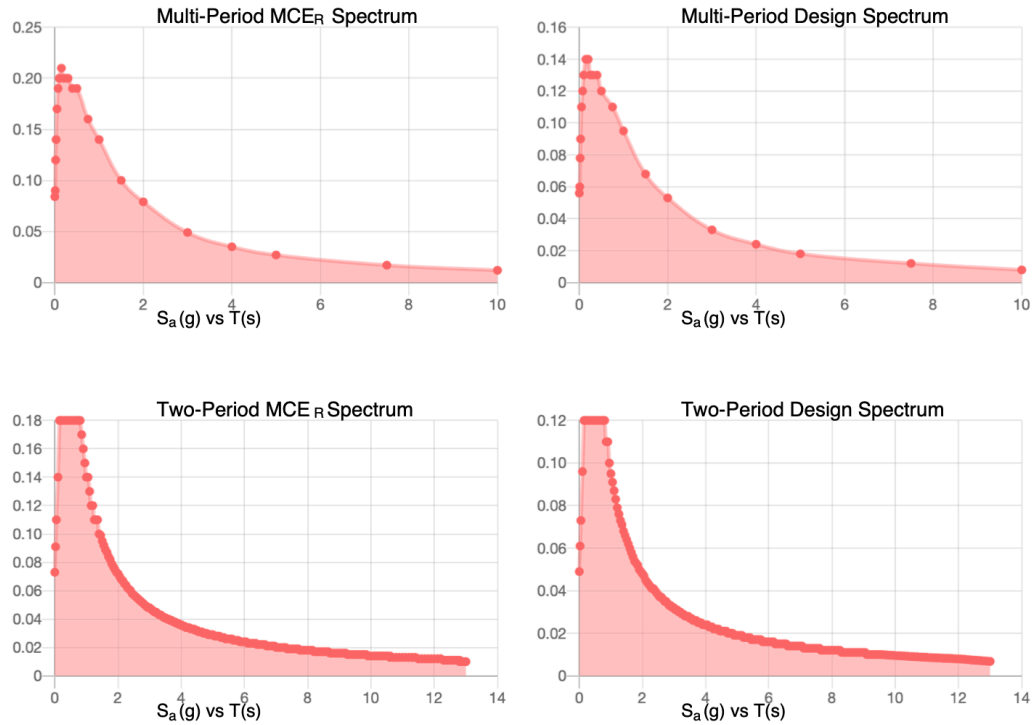 Multi-Period MCER Spectrum
0.25
0.20
0.15
0.10
0.05
0
0 2 4 6 8 10
Sa(g) vs T(s)
Multi-Period Design Spectrum
0.16
0.14
0.12
0.10
0.08
0.06
0.04
0.02
0
0 2 4 6 8 10
Sa(g) vs T(s)
Two-Period MCE R Spectrum
0.18
0.16
0.14
0.12
0.10
0.08
0.06
0.04
0.02
0
0 2 4 6 8 10 12 14
Sa(g) vs T(s)
Two-Period Design Spectrum
0.12
0.10
0.08
0.06
0.04
0.02
0
0 2 4 6 8 10 12 14
Sa(g) vs T(s)